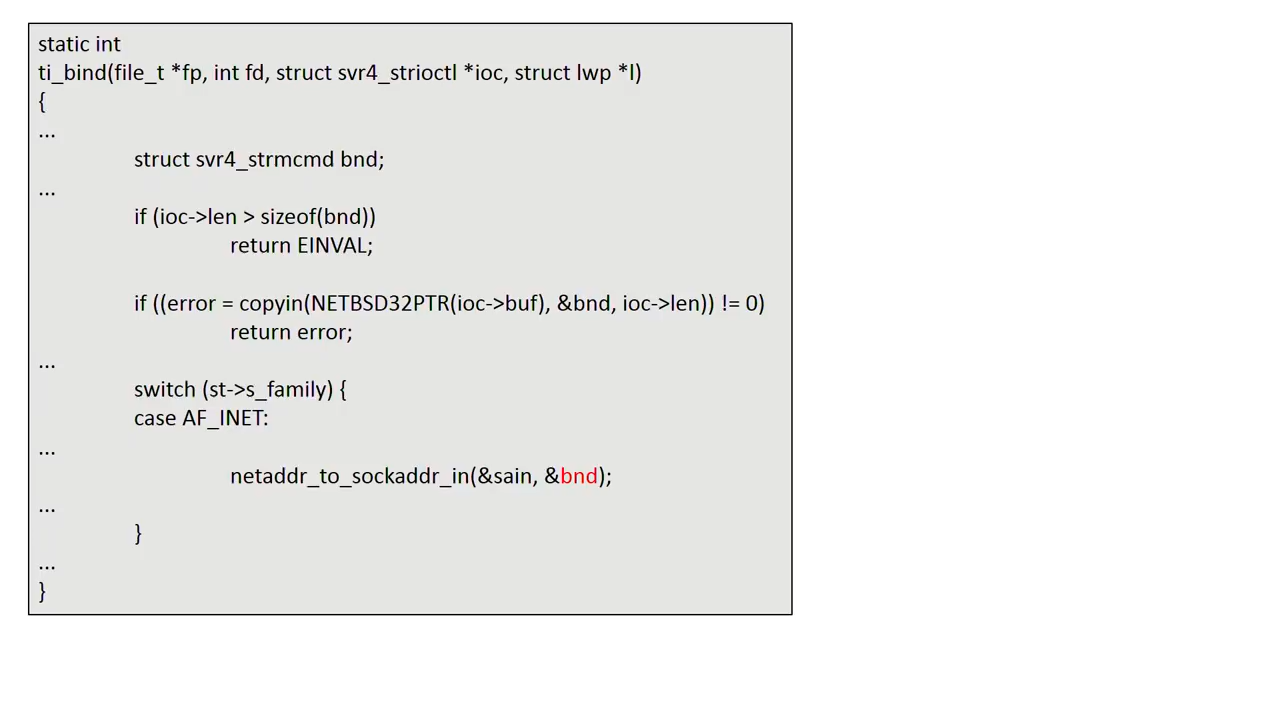 static int
ti_bind(file_t *fp, int fd, struct svr4_strioctl *ioc, struct lwp *l)
{
...
struct svr4_strmcmd bnd;
...
if (ioc->len > sizeof(bnd))
return EINVAL;
if ((error = copyin(NETBSD32PTR(ioc->buf), &bnd, ioc->len)) != 0)
return error;
...
switch (st->s_family) {
case AF_INET:
...
netaddr_to_sockaddr_in(&sain, &bnd);
...
}
...
}